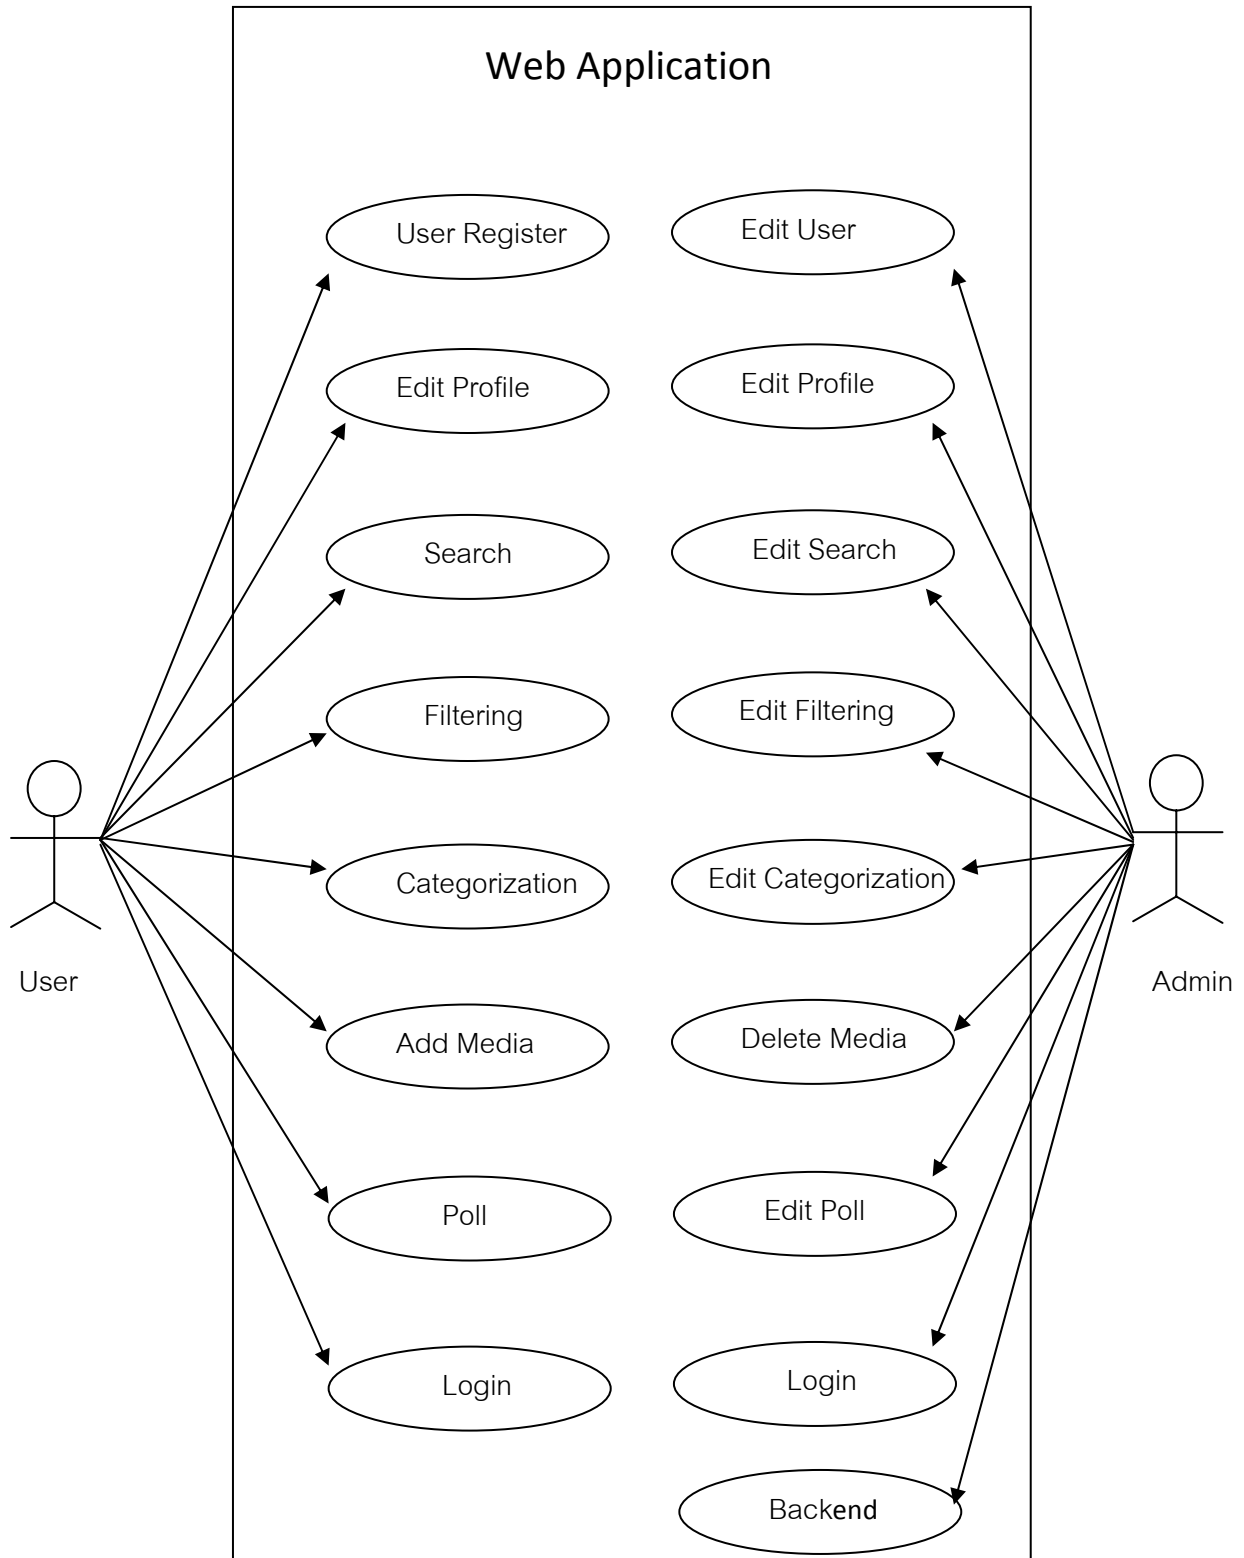 Web Application
User Register
Edit User
Edit Profile
Edit Profile
Search
Edit Search
Filtering
Edit Filtering
Categorization
Edit Categorization
User
Admin
Add Media
Delete Media
Poll
Edit Poll
Login
Login
Backend